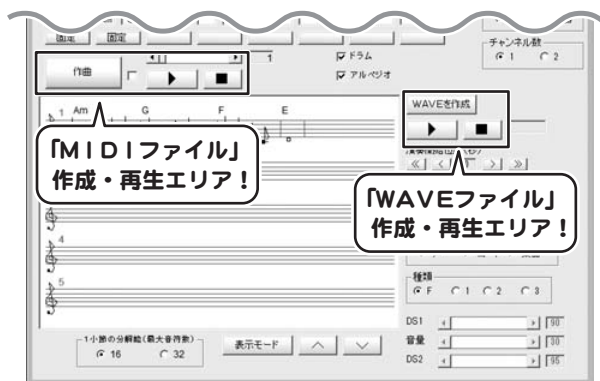 固定 固定
チャンネル数
1 2
作曲
1
ドラム
アルペジオ
WAVEを作成
1 Am G F E
「MIDIファイル」
作成・再生エリア！
「WAVEファイル」
作成・再生エリア！
4
5
種類
F C 1 C 2 C 3
DS1 90
音量 30
DS2 95
1小節の分解能(最大音符数)
16 32
表示モード